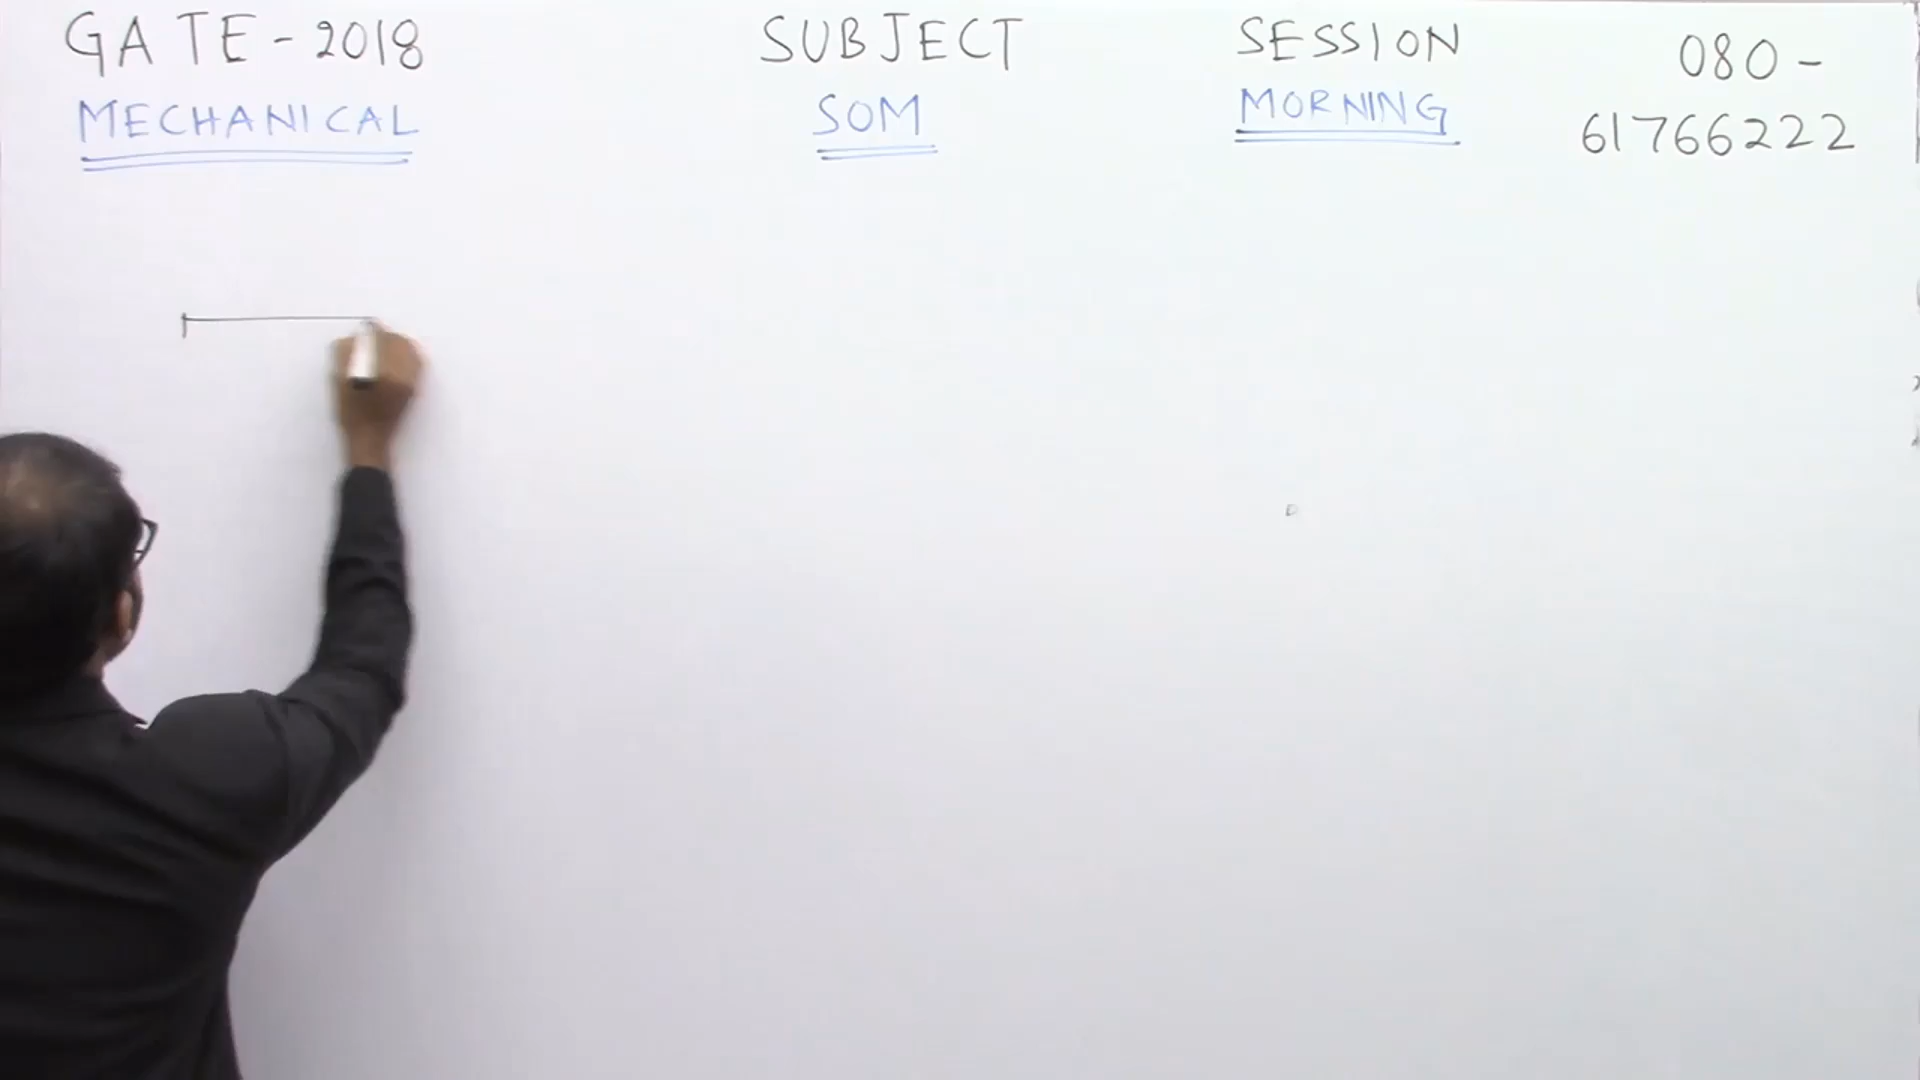 GATE - 2018
MECHANICAL
SUBJECT
SOM
SESSION
MORNING
080 -
61766222